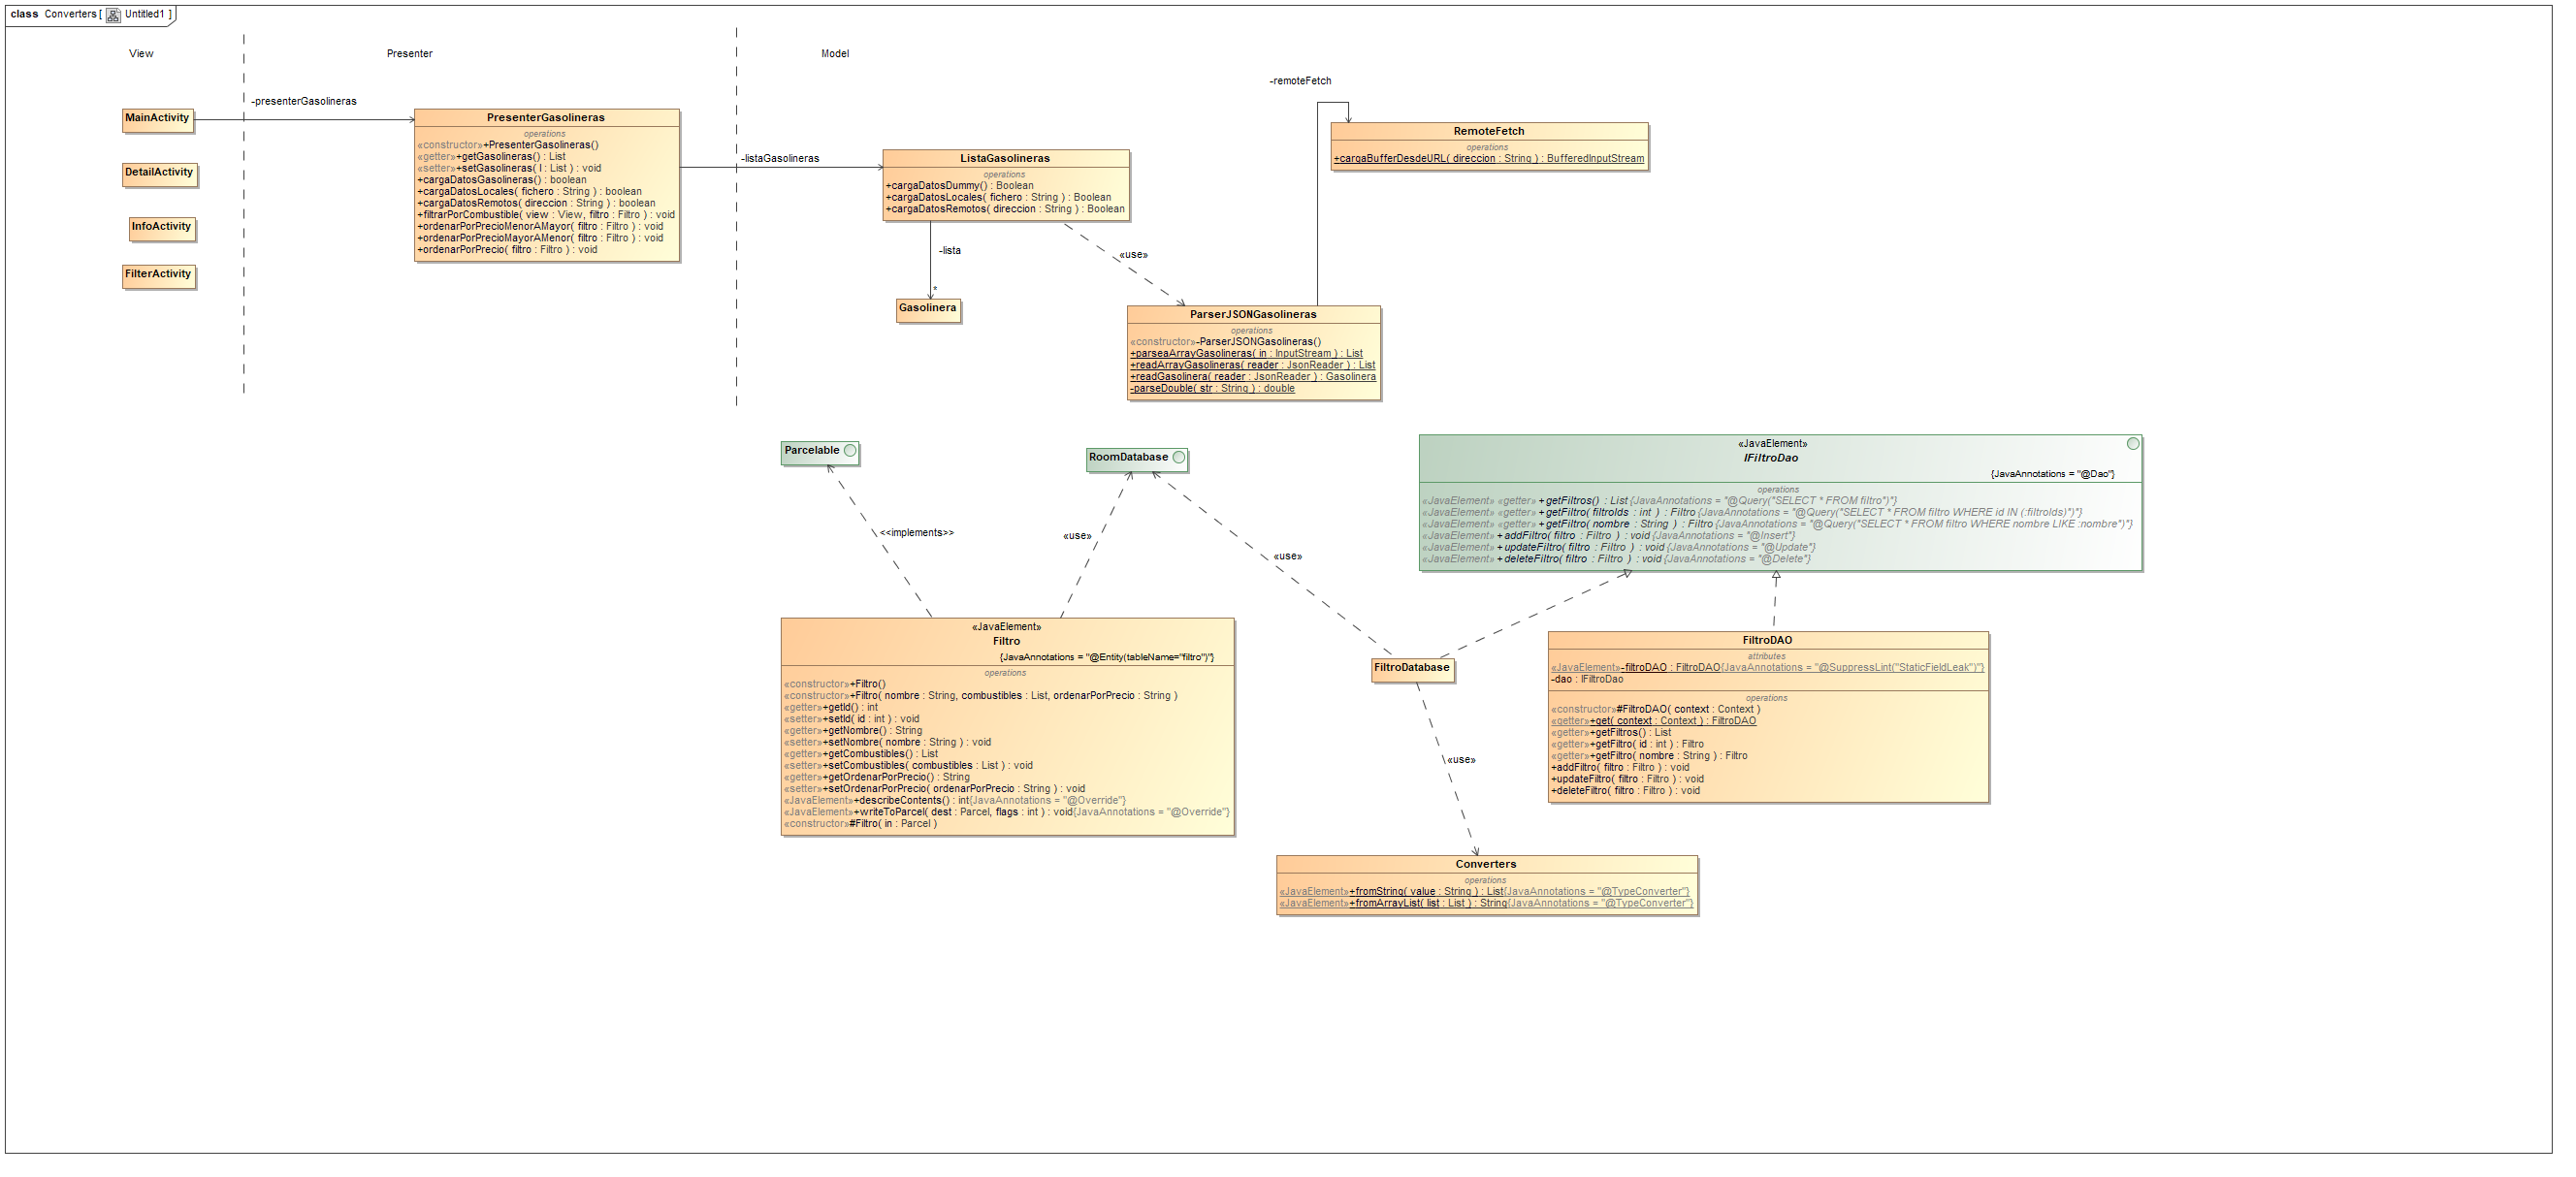 class Converters [ Untitled1 ]
View
Presenter
Model
-remoteFetch
-presenterGasolineras
MainActivity
DetailActivity
InfoActivity
FilterActivity
PresenterGasolineras
operations
«constructor»+PresenterGasolineras()
«getter»+getGasolineras() : List
«setter»+setGasolineras( l : List ) : void
+cargaDatosGasolineras() : boolean
+cargaDatosLocales( fichero : String ) : boolean
+cargaDatosRemotos( direccion : String ) : boolean
+filtrarPorCombustible( view : View, filtro : Filtro ) : void
+ordenarPorPrecioMenorAMayor( filtro : Filtro ) : void
+ordenarPorPrecioMayorAMenor( filtro : Filtro ) : void
+ordenarPorPrecio( filtro : Filtro ) : void
-listaGasolineras
ListaGasolineras
operations
+cargaDatosDummy() : Boolean
+cargaDatosLocales( fichero : String ) : Boolean
+cargaDatosRemotos( direccion : String ) : Boolean
RemoteFetch
operations
+cargaBufferDesdeURL( direccion : String ) : BufferedInputStream
-lista
«use»
*
Gasolinera
ParserJSONGasolineras
operations
«constructor»-ParserJSONGasolineras()
+parseaArrayGasolineras( in : InputStream ) : List
+readArrayGasolineras( reader : JsonReader ) : List
+readGasolinera( reader : JsonReader ) : Gasolinera
-parseDouble( str : String ) : double
Parcelable
RoomDatabase
«JavaElement»
IFiltroDao
{JavaAnnotations = "@Dao"}
operations
«JavaElement» «getter» +getFiltros() : List{JavaAnnotations = "@Query("SELECT * FROM filtro")"}
«JavaElement» «getter» +getFiltro( filtroIds : int ) : Filtro{JavaAnnotations = "@Query("SELECT * FROM filtro WHERE id IN (:filtroIds)")"}
«JavaElement» «getter» +getFiltro( nombre : String ) : Filtro{JavaAnnotations = "@Query("SELECT * FROM filtro WHERE nombre LIKE :nombre")"}
«JavaElement» +addFiltro( filtro : Filtro ) : void{JavaAnnotations = "@Insert"}
«JavaElement» +updateFiltro( filtro : Filtro ) : void{JavaAnnotations = "@Update"}
«JavaElement» +deleteFiltro( filtro : Filtro ) : void{JavaAnnotations = "@Delete"}
<<implements>>
«use»
«use»
«JavaElement»
Filtro
{JavaAnnotations = "@Entity(tableName="filtro")"}
operations
«constructor»+Filtro()
«constructor»+Filtro( nombre : String, combustibles : List, ordenarPorPrecio : String )
«getter»+getId() : int
«setter»+setId( id : int ) : void
«getter»+getNombre() : String
«setter»+setNombre( nombre : String ) : void
«getter»+getCombustibles() : List
«setter»+setCombustibles( combustibles : List ) : void
«getter»+getOrdenarPorPrecio() : String
«setter»+setOrdenarPorPrecio( ordenarPorPrecio : String ) : void
«JavaElement»+describeContents() : int{JavaAnnotations = "@Override"}
«JavaElement»+writeToParcel( dest : Parcel, flags : int ) : void{JavaAnnotations = "@Override"}
«constructor»#Filtro( in : Parcel )
FiltroDatabase
FiltroDAO
attributes
«JavaElement»-filtroDAO : FiltroDAO{JavaAnnotations = "@SuppressLint("StaticFieldLeak")"}
-dao : IFiltroDao
operations
«constructor»#FiltroDAO( context : Context )
«getter»+get( context : Context ) : FiltroDAO
«getter»+getFiltros() : List
«getter»+getFiltro( id : int ) : Filtro
«getter»+getFiltro( nombre : String ) : Filtro
+addFiltro( filtro : Filtro ) : void
+updateFiltro( filtro : Filtro ) : void
+deleteFiltro( filtro : Filtro ) : void
«use»
Converters
operations
«JavaElement»+fromString( value : String ) : List{JavaAnnotations = "@TypeConverter"}
«JavaElement»+fromArrayList( list : List ) : String{JavaAnnotations = "@TypeConverter"}